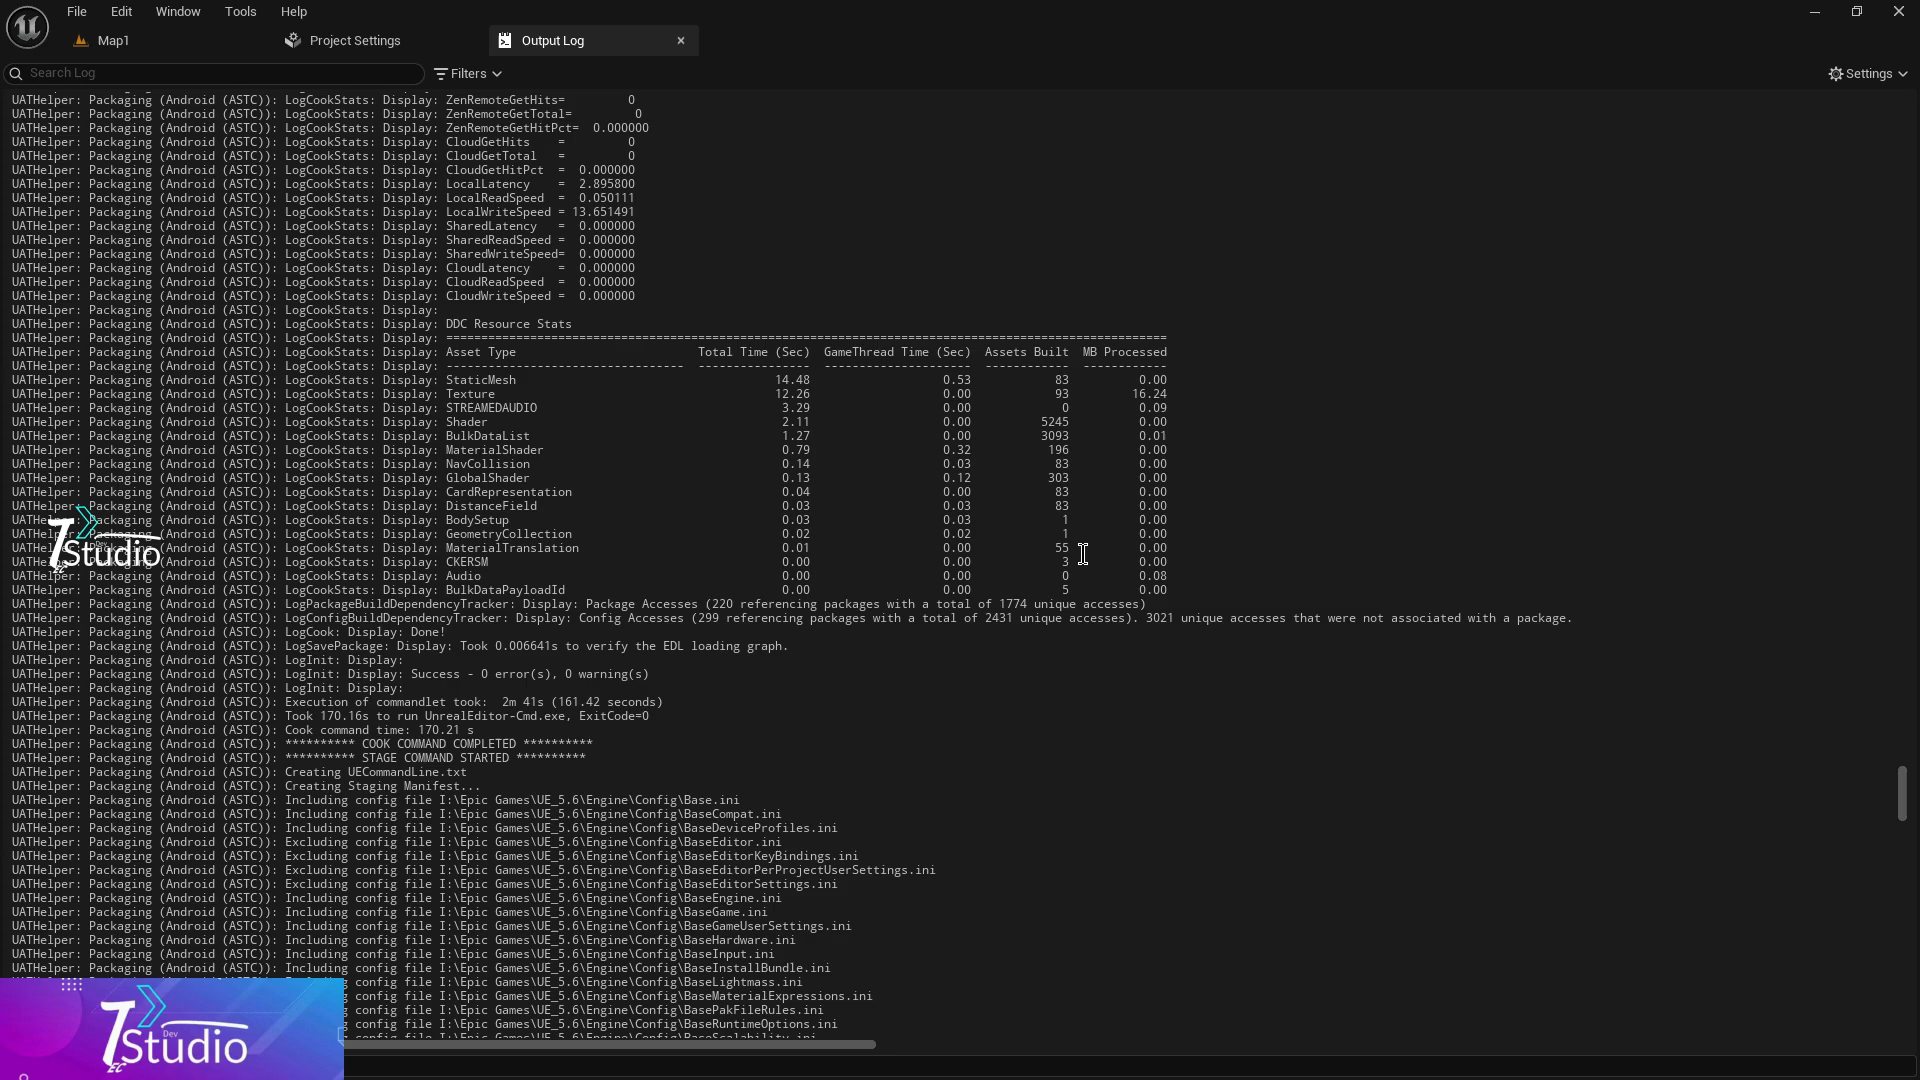 File Edit Window Tools Help
Map1 Project Settings Output Log
Search Log Filters Settings
UATHelper: Packaging (Android (ASTC)): LogCookStats: Display: ZenRemoteGetHits= 0
UATHelper: Packaging (Android (ASTC)): LogCookStats: Display: ZenRemoteGetTotal= 0
UATHelper: Packaging (Android (ASTC)): LogCookStats: Display: ZenRemoteGetHitPct= 0.000000
UATHelper: Packaging (Android (ASTC)): LogCookStats: Display: CloudGetHits = 0
UATHelper: Packaging (Android (ASTC)): LogCookStats: Display: CloudGetTotal = 0
UATHelper: Packaging (Android (ASTC)): LogCookStats: Display: CloudGetHitPct = 0.000000
UATHelper: Packaging (Android (ASTC)): LogCookStats: Display: LocalLatency = 2.895800
UATHelper: Packaging (Android (ASTC)): LogCookStats: Display: LocalReadSpeed = 0.050111
UATHelper: Packaging (Android (ASTC)): LogCookStats: Display: LocalWriteSpeed = 13.651491
UATHelper: Packaging (Android (ASTC)): LogCookStats: Display: SharedLatency = 0.000000
UATHelper: Packaging (Android (ASTC)): LogCookStats: Display: SharedReadSpeed = 0.000000
UATHelper: Packaging (Android (ASTC)): LogCookStats: Display: SharedWriteSpeed= 0.000000
UATHelper: Packaging (Android (ASTC)): LogCookStats: Display: CloudLatency = 0.000000
UATHelper: Packaging (Android (ASTC)): LogCookStats: Display: CloudReadSpeed = 0.000000
UATHelper: Packaging (Android (ASTC)): LogCookStats: Display: CloudWriteSpeed = 0.000000
UATHelper: Packaging (Android (ASTC)): LogCookStats: Display:
UATHelper: Packaging (Android (ASTC)): LogCookStats: Display: DDC Resource Stats
UATHelper: Packaging (Android (ASTC)): LogCookStats: Display: =======================================================================================================
UATHelper: Packaging (Android (ASTC)): LogCookStats: Display: Asset Type Total Time (Sec) GameThread Time (Sec) Assets Built MB Processed
UATHelper: Packaging (Android (ASTC)): LogCookStats: Display: ---------------------------------- ---------------- --------------------- ------------ ------------
UATHelper: Packaging (Android (ASTC)): LogCookStats: Display: StaticMesh 14.48 0.53 83 0.00
UATHelper: Packaging (Android (ASTC)): LogCookStats: Display: Texture 12.26 0.00 93 16.24
UATHelper: Packaging (Android (ASTC)): LogCookStats: Display: STREAMEDAUDIO 3.29 0.00 0 0.09
UATHelper: Packaging (Android (ASTC)): LogCookStats: Display: Shader 2.11 0.00 5245 0.00
UATHelper: Packaging (Android (ASTC)): LogCookStats: Display: BulkDataList 1.27 0.00 3093 0.01
UATHelper: Packaging (Android (ASTC)): LogCookStats: Display: MaterialShader 0.79 0.32 196 0.00
UATHelper: Packaging (Android (ASTC)): LogCookStats: Display: NavCollision 0.14 0.03 83 0.00
UATHelper: Packaging (Android (ASTC)): LogCookStats: Display: GlobalShader 0.13 0.12 303 0.00
UATHelper: Packaging (Android (ASTC)): LogCookStats: Display: CardRepresentation 0.04 0.00 83 0.00
UATHelper: Packaging (Android (ASTC)): LogCookStats: Display: DistanceField 0.03 0.00 83 0.00
UATHelper: Packaging (Android (ASTC)): LogCookStats: Display: BodySetup 0.03 0.03 1 0.00
UATHelper: Packaging (Android (ASTC)): LogCookStats: Display: GeometryCollection 0.02 0.02 1 0.00
UATHelper: Packaging (Android (ASTC)): LogCookStats: Display: MaterialTranslation 0.01 0.00 55 0.00
UATHelper: Packaging (Android (ASTC)): LogCookStats: Display: CKERSM 0.00 0.00 3 0.00
UATHelper: Packaging (Android (ASTC)): LogCookStats: Display: Audio 0.00 0.00 0 0.08
UATHelper: Packaging (Android (ASTC)): LogCookStats: Display: BulkDataPayloadId 0.00 0.00 5 0.00
UATHelper: Packaging (Android (ASTC)): LogPackageBuildDependencyTracker: Display: Package Accesses (220 referencing packages with a total of 1774 unique accesses)
UATHelper: Packaging (Android (ASTC)): LogConfigBuildDependencyTracker: Display: Config Accesses (299 referencing packages with a total of 2431 unique accesses). 3021 unique accesses that were not associated with a package.
UATHelper: Packaging (Android (ASTC)): LogCook: Display: Done!
UATHelper: Packaging (Android (ASTC)): LogSavePackage: Display: Took 0.006641s to verify the EDL loading graph.
UATHelper: Packaging (Android (ASTC)): LogInit: Display:
UATHelper: Packaging (Android (ASTC)): LogInit: Display: Success - 0 error(s), 0 warning(s)
UATHelper: Packaging (Android (ASTC)): LogInit: Display:
UATHelper: Packaging (Android (ASTC)): Execution of commandlet took: 2m 41s (161.42 seconds)
UATHelper: Packaging (Android (ASTC)): Took 170.16s to run UnrealEditor-Cmd.exe, ExitCode=0
UATHelper: Packaging (Android (ASTC)): Cook command time: 170.21 s
UATHelper: Packaging (Android (ASTC)): ********** COOK COMMAND COMPLETED **********
UATHelper: Packaging (Android (ASTC)): ********** STAGE COMMAND STARTED **********
UATHelper: Packaging (Android (ASTC)): Creating UECommandLine.txt
UATHelper: Packaging (Android (ASTC)): Creating Staging Manifest...
UATHelper: Packaging (Android (ASTC)): Including config file I:\Epic Games\UE_5.6\Engine\Config\Base.ini
UATHelper: Packaging (Android (ASTC)): Including config file I:\Epic Games\UE_5.6\Engine\Config\BaseCompat.ini
UATHelper: Packaging (Android (ASTC)): Including config file I:\Epic Games\UE_5.6\Engine\Config\BaseDeviceProfiles.ini
UATHelper: Packaging (Android (ASTC)): Excluding config file I:\Epic Games\UE_5.6\Engine\Config\BaseEditor.ini
UATHelper: Packaging (Android (ASTC)): Excluding config file I:\Epic Games\UE_5.6\Engine\Config\BaseEditorKeyBindings.ini
UATHelper: Packaging (Android (ASTC)): Excluding config file I:\Epic Games\UE_5.6\Engine\Config\BaseEditorPerProjectUserSettings.ini
UATHelper: Packaging (Android (ASTC)): Excluding config file I:\Epic Games\UE_5.6\Engine\Config\BaseEditorSettings.ini
UATHelper: Packaging (Android (ASTC)): Including config file I:\Epic Games\UE_5.6\Engine\Config\BaseEngine.ini
UATHelper: Packaging (Android (ASTC)): Including config file I:\Epic Games\UE_5.6\Engine\Config\BaseGame.ini
UATHelper: Packaging (Android (ASTC)): Including config file I:\Epic Games\UE_5.6\Engine\Config\BaseGameUserSettings.ini
UATHelper: Packaging (Android (ASTC)): Including config file I:\Epic Games\UE_5.6\Engine\Config\BaseHardware.ini
UATHelper: Packaging (Android (ASTC)): Including config file I:\Epic Games\UE_5.6\Engine\Config\BaseInput.ini
UATHelper: Packaging (Android (ASTC)): Including config file I:\Epic Games\UE_5.6\Engine\Config\BaseInstallBundle.ini
g config file I:\Epic Games\UE_5.6\Engine\Config\BaseLightmass.ini
g config file I:\Epic Games\UE_5.6\Engine\Config\BaseMaterialExpressions.ini
g config file I:\Epic Games\UE_5.6\Engine\Config\BasePakFileRules.ini
g config file I:\Epic Games\UE_5.6\Engine\Config\BaseRuntimeOptions.ini
g config file I:\Epic Games\UE_5.6\Engine\Config\BaseScalability.ini
Dev
Studio
EC
Dev
Studio
EC